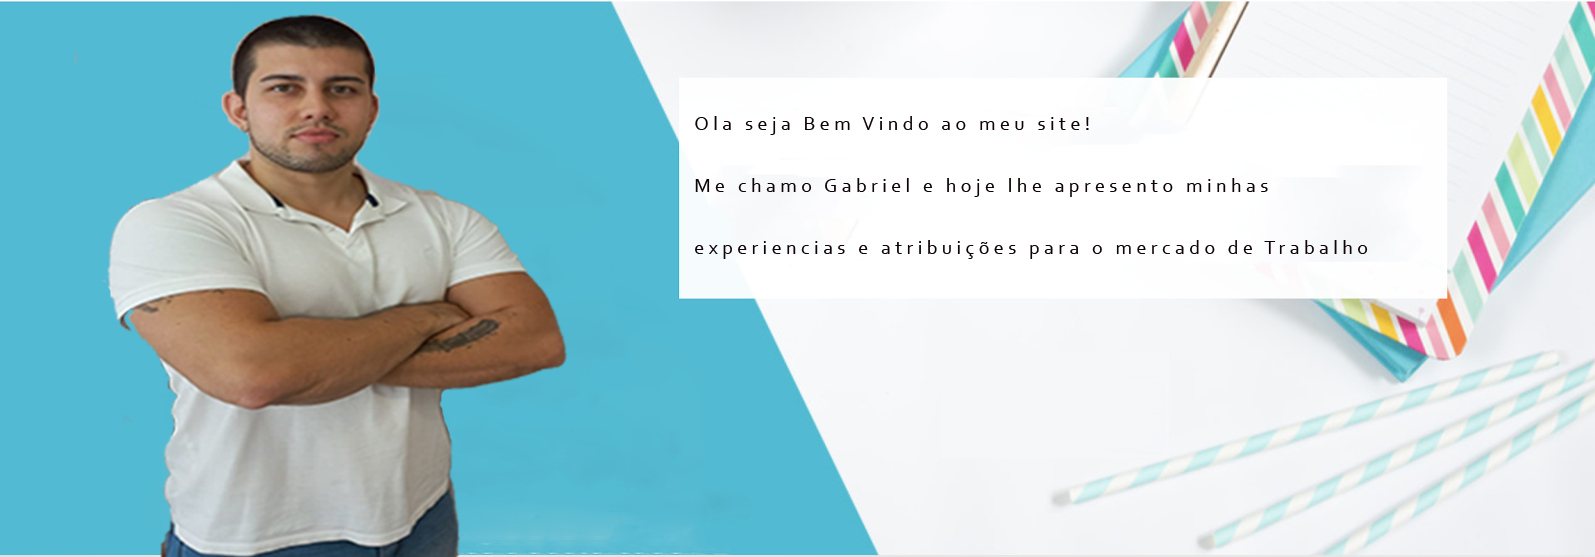 Ola seja Bem Vindo ao meu site!
Me chamo Gabriel e hoje lhe apresento minhas
experiencias e atribuições para o mercado de Trabalho